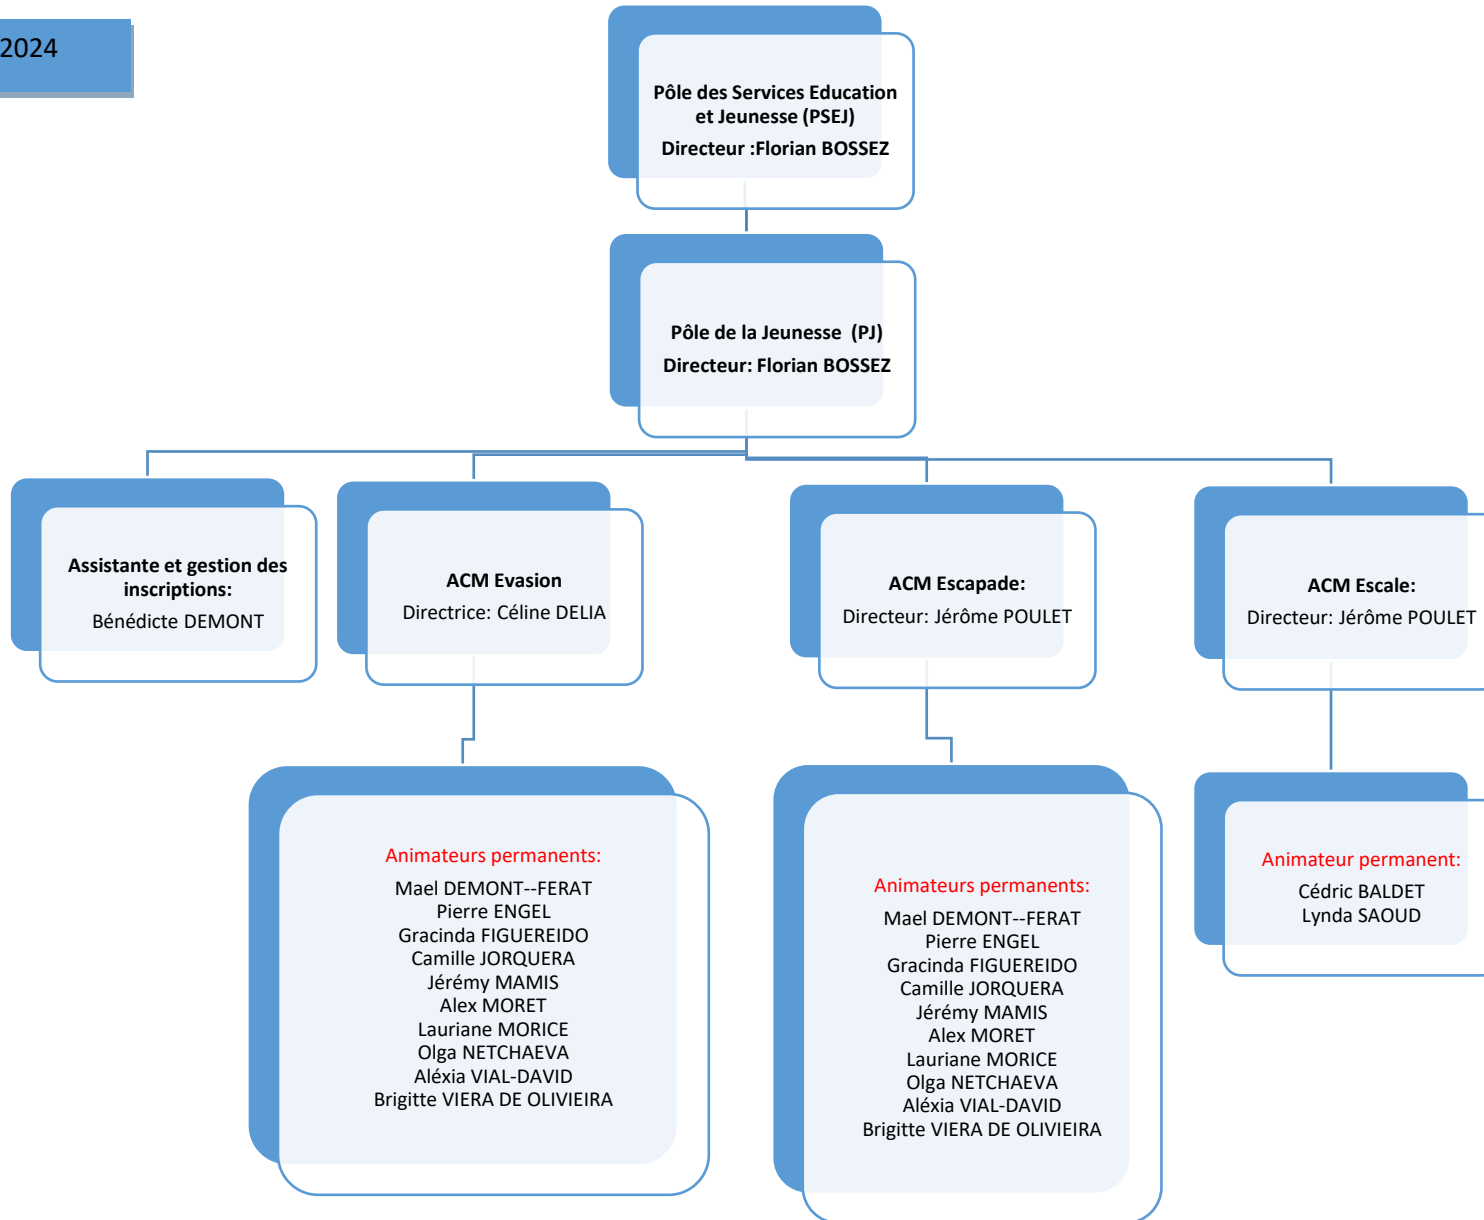 2024
Pôle des Services Education
et Jeunesse (PSEJ)
Directeur :Florian BOSSEZ
Pôle de la Jeunesse (PJ)
Directeur: Florian BOSSEZ
Assistante et gestion des
inscriptions:
Bénédicte DEMONT
ACM Evasion
Directrice: Céline DELIA
ACM Escapade:
Directeur: Jérôme POULET
ACM Escale:
Directeur: Jérôme POULET
Animateurs permanents:
Mael DEMONT--FERAT
Pierre ENGEL
Gracinda FIGUEREIDO
Camille JORQUERA
Jérémy MAMIS
Alex MORET
Lauriane MORICE
Olga NETCHAEVA
Aléxia VIAL-DAVID
Brigitte VIERA DE OLIVIEIRA
Animateurs permanents:
Mael DEMONT--FERAT
Pierre ENGEL
Gracinda FIGUEREIDO
Camille JORQUERA
Jérémy MAMIS
Alex MORET
Lauriane MORICE
Olga NETCHAEVA
Aléxia VIAL-DAVID
Brigitte VIERA DE OLIVIEIRA
Animateur permanent:
Cédric BALDET
Lynda SAOUD